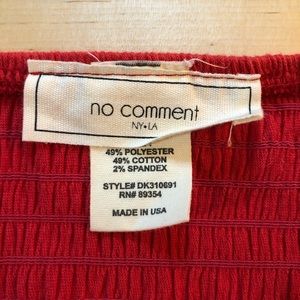 no comment
NY•LA
49% POLYESTER
49% COTTON
2% SPANDEX
STYLE# DK310691
RN# 89354
MADE IN USA